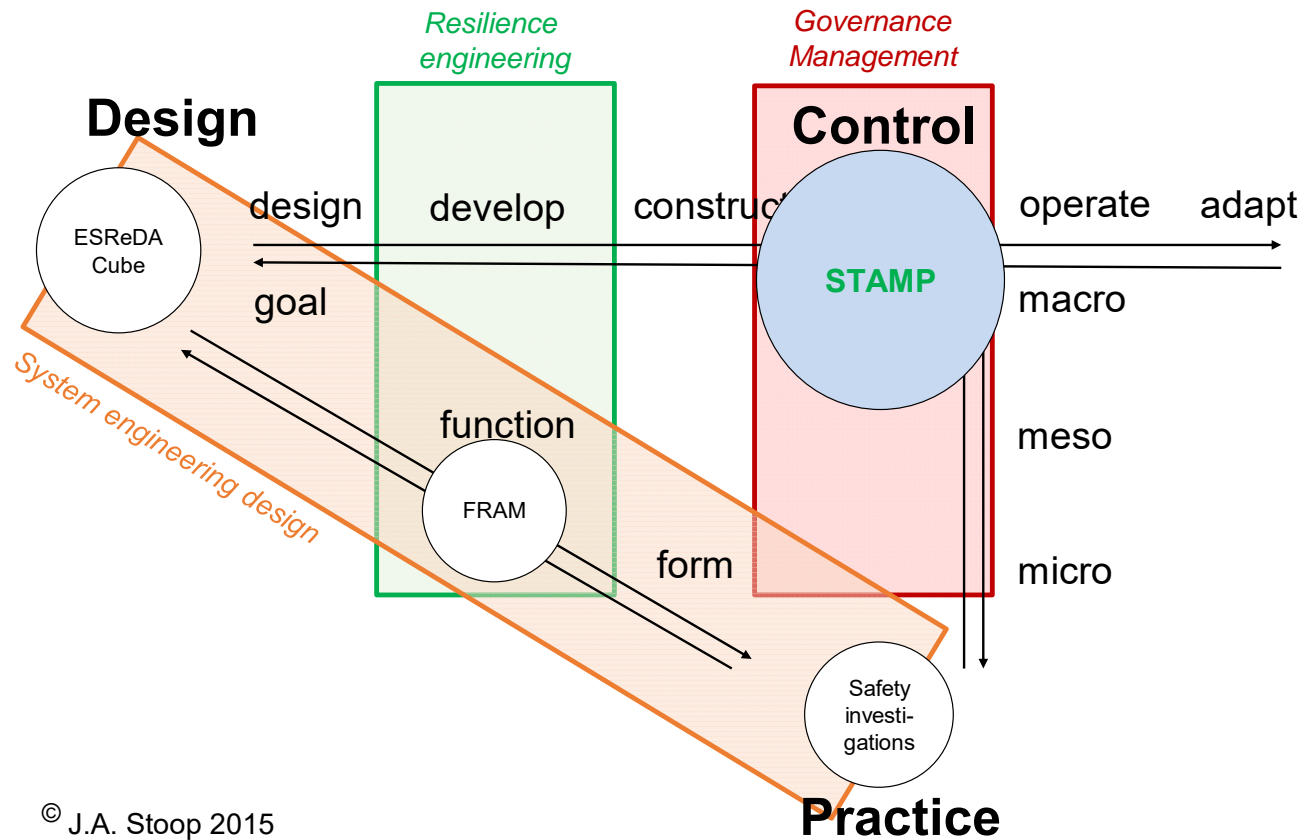 Resilience
engineering
Governance
Management
Design
Control
design
develop
construct
operate
adapt
ESReDA
Cube
STAMP
goal
macro
System engineering design
function
meso
FRAM
form
micro
Safety
investi-
gations
© J.A. Stoop 2015
Practice